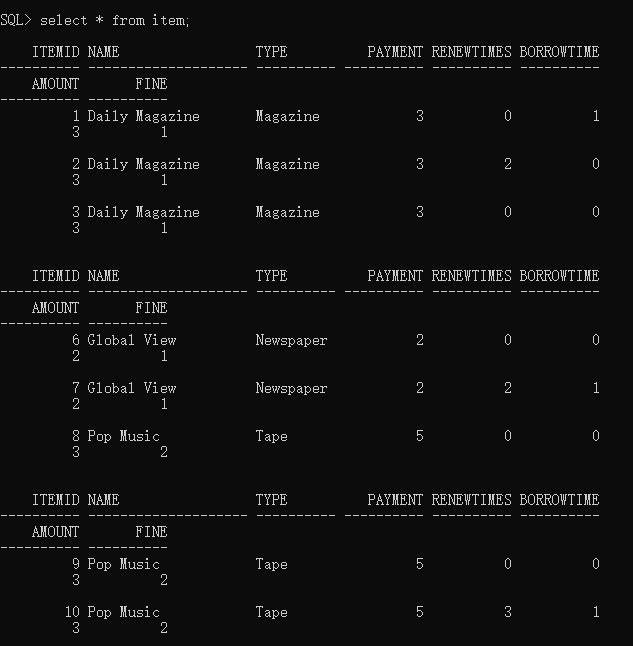 SQL> select * from item;
    ITEMID NAME                 TYPE          PAYMENT RENEWTIMES BORROWTIME
---------- -------------------- ---------- ---------- ---------- ----------
    AMOUNT       FINE
---------- ----------
         1 Daily Magazine       Magazine            3          0          1
         3          1
         2 Daily Magazine       Magazine            3          2          0
         3          1
         3 Daily Magazine       Magazine            3          0          0
         3          1
    ITEMID NAME                 TYPE          PAYMENT RENEWTIMES BORROWTIME
---------- -------------------- ---------- ---------- ---------- ----------
    AMOUNT       FINE
---------- ----------
         6 Global View          Newspaper           2          0          0
         2          1
         7 Global View          Newspaper           2          2          1
         2          1
         8 Pop Music            Tape                5          0          0
         3          2
    ITEMID NAME                 TYPE          PAYMENT RENEWTIMES BORROWTIME
---------- -------------------- ---------- ---------- ---------- ----------
    AMOUNT       FINE
---------- ----------
         9 Pop Music            Tape                5          0          0
         3          2
        10 Pop Music            Tape                5          3          1
         3          2